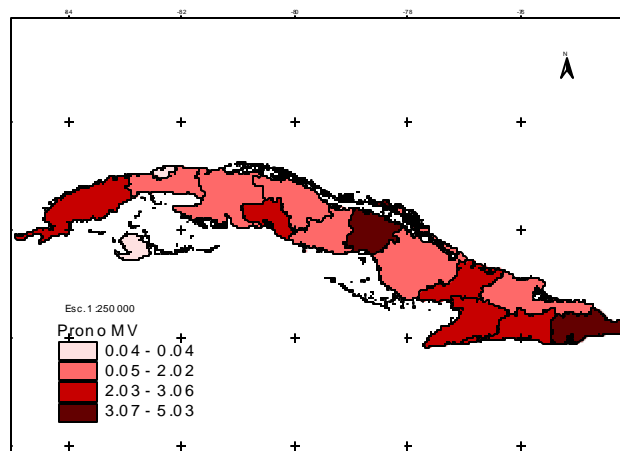 -84 -82 -80 -78 -76
N
Esc. 1:250 000
Prono MV
0.04 - 0.04
0.05 - 2.02
2.03 - 3.06
3.07 - 5.03